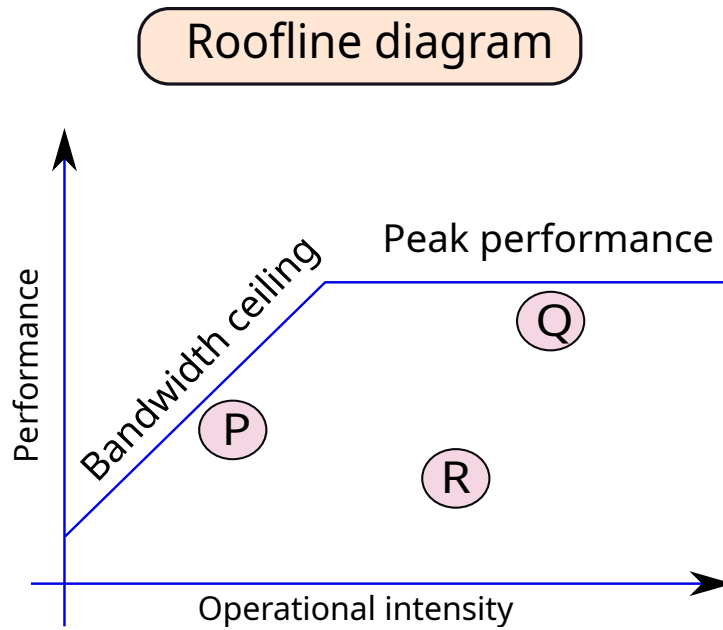 Roofline diagram
Peak performance
Bandwidth ceiling
Performance
Q
P
R
Operational intensity